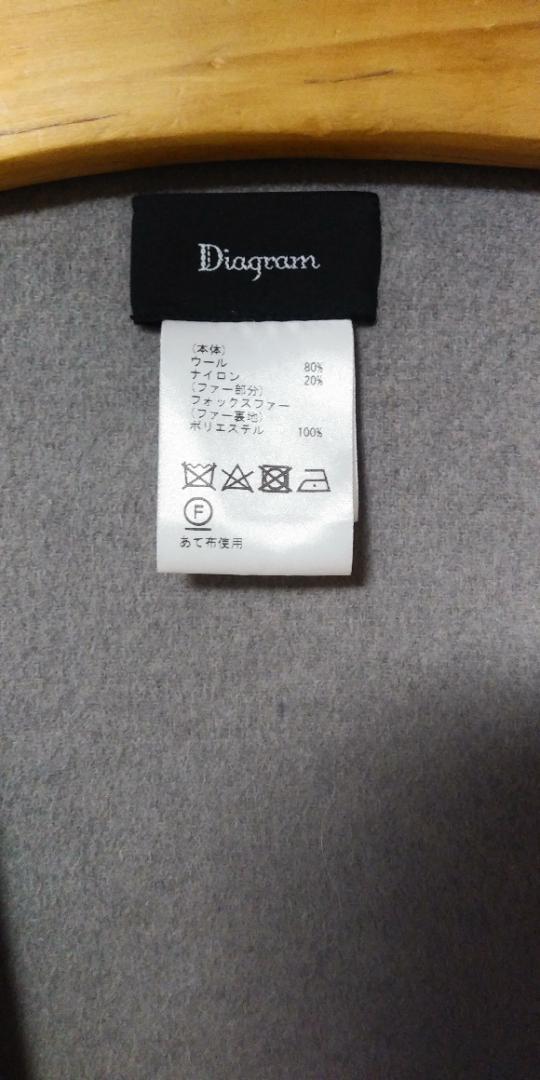 Diagram
(本体)
ウール 80%
ナイロン 20%
(ファー部分)
フォックスファー
(ファー裏地)
ポリエステル 100%
F
あて布使用